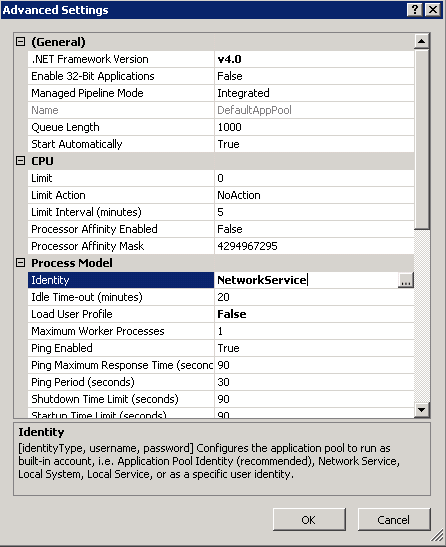 Advanced Settings
(General)
.NET Framework Version v4.0
Enable 32-Bit Applications False
Managed Pipeline Mode Integrated
Name DefaultAppPool
Queue Length 1000
Start Automatically True
CPU
Limit 0
Limit Action NoAction
Limit Interval (minutes) 5
Processor Affinity Enabled False
Processor Affinity Mask 4294967295
Process Model
Identity NetworkService ...
Idle Time-out (minutes) 20
Load User Profile False
Maximum Worker Processes 1
Ping Enabled True
Ping Maximum Response Time (second 90
Ping Period (seconds) 30
Shutdown Time Limit (seconds) 90
Startup Time Limit (seconds) 90
Identity
[identityType, username, password] Configures the application pool to run as
built-in account, i.e. Application Pool Identity (recommended), Network Service,
Local System, Local Service, or as a specific user identity.
OK Cancel